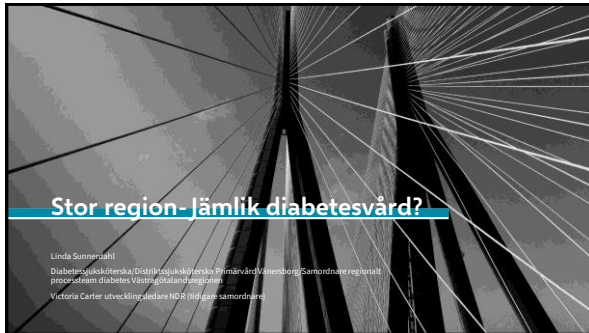 Stor region- Jämlik diabetesvård?
Linda Sunnerdahl
Diabetessjuksköterska/Distriktssjuksköterska Primärvård Vänersborg/Samordnare regionalt
processteam diabetes Västragötalandsregionen
Victoria Carter utvecklingsledare NDR (tidigare samordnare)